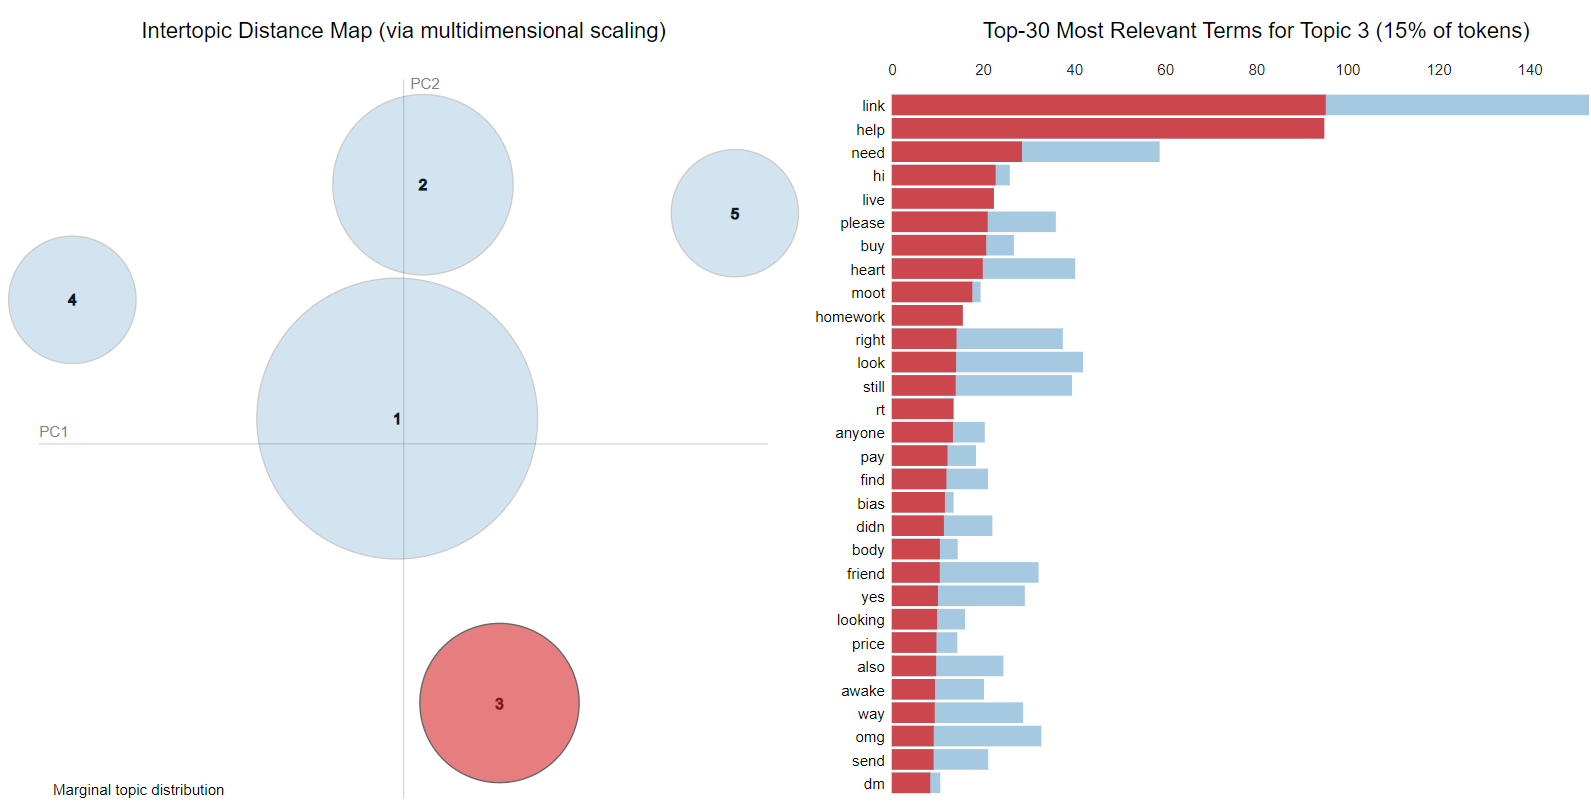 Intertopic Distance Map (via multidimensional scaling)
PC2
2
5
4
1
PC1
3
Marginal topic distribution
Top-30 Most Relevant Terms for Topic 3 (15% of tokens)
0 20 40 60 80 100 120 140
link
help
need
hi
live
please
buy
heart
moot
homework
right
look
still
rt
anyone
pay
find
bias
didn
body
friend
yes
looking
price
also
awake
way
omg
send
dm